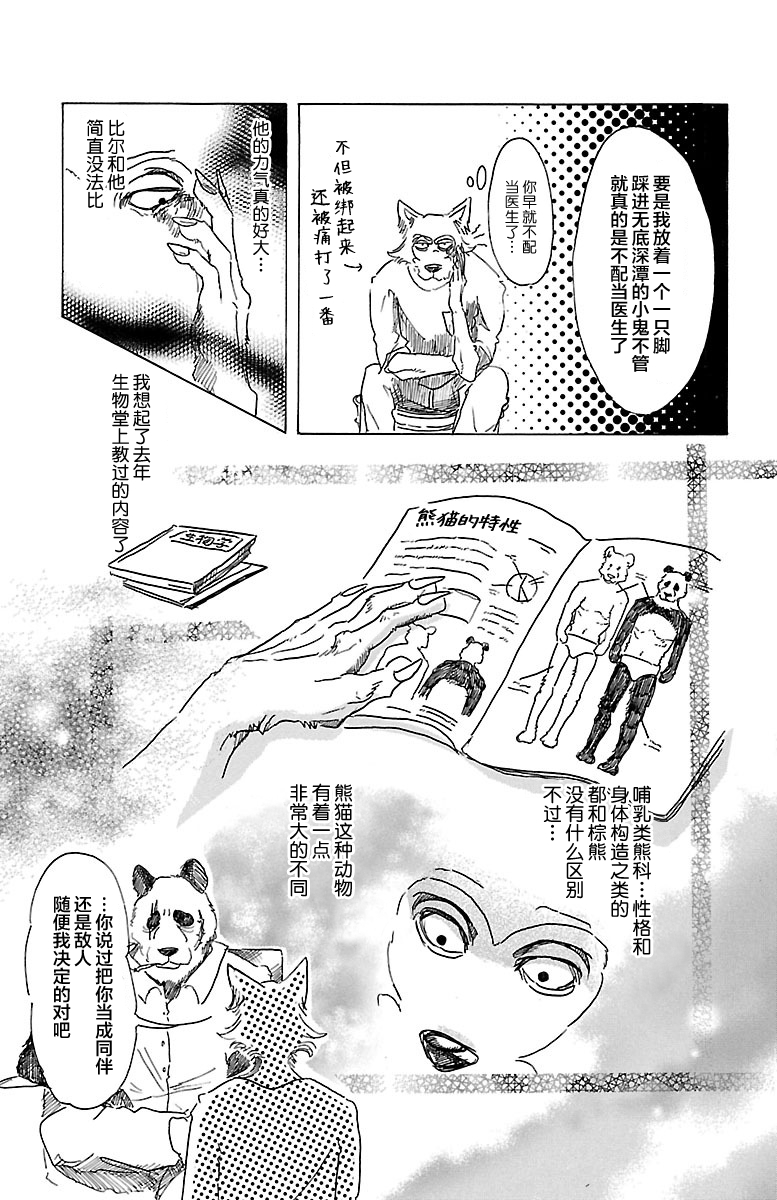 要是我放着一个一只脚
踩进无底深潭的小鬼不管
就真的是不配当医生了
你早就不配
当医生了…
不但被绑起来
还被痛打了一番
他的力气真的好大…
比尔和他
简直没法比
我想起了去年
生物堂上教过的内容了
生物学
熊猫的特性
哺乳类熊科…性格和
身体构造之类的
都和棕熊
没有什么区别
不过…
熊猫这种动物
有着一点
非常大的不同
…你说过把你当成同伴
还是敌人
随便我决定的对吧